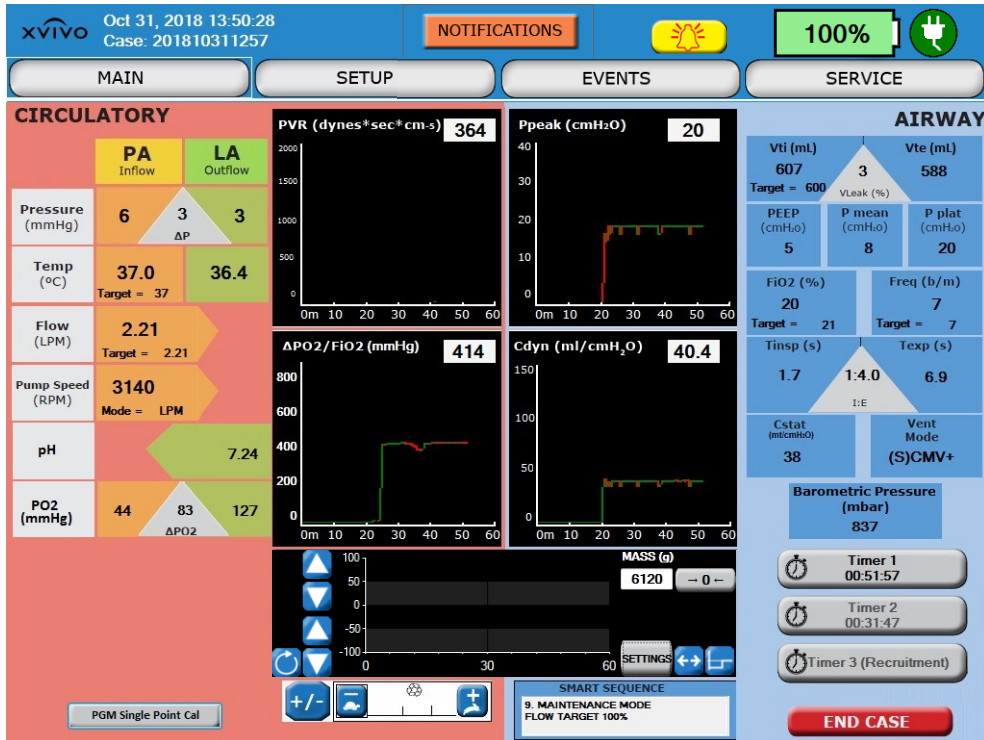 xvivo
Oct 31, 2018 13:50:28
Case: 201810311257
NOTIFICATIONS
100%
MAIN
SETUP
EVENTS
SERVICE
CIRCULATORY
PA
Inflow
LA
Outflow
Pressure
(mmHg)
6
3
ΔP
3
Temp
(ºC)
37.0
Target = 37
36.4
Flow
(LPM)
2.21
Target = 2.21
Pump Speed
(RPM)
3140
Mode = LPM
pH
7.24
PO2
(mmHg)
44
83
ΔPO2
127
PGM Single Point Cal
PVR (dynes*sec*cm-5)
364
2000
1500
1000
500
0
0m 10 20 30 40 50 60
Ppeak (cmH2O)
20
40
30
20
10
0
0m 10 20 30 40 50 60
ΔPO2/FiO2 (mmHg)
414
800
600
400
200
0
0m 10 20 30 40 50 60
Cdyn (ml/cmH2O)
40.4
150
100
50
0
0m 10 20 30 40 50 60
100
50
0
-50
-100
0 30 60
MASS (g)
6120
→ 0 ←
SETTINGS
+/-
SMART SEQUENCE
9. MAINTENANCE MODE
FLOW TARGET 100%
AIRWAY
Vti (mL)
607
Target = 600
3
VLeak (%)
Vte (mL)
588
PEEP
(cmH2o)
5
P mean
(cmH2o)
8
P plat
(cmH2o)
20
FiO2 (%)
20
Target = 21
Freq (b/m)
7
Target = 7
Tinsp (s)
1.7
1:4.0
I:E
Texp (s)
6.9
Cstat
(mt/cmH2O)
38
Vent
Mode
(S)CMV+
Barometric Pressure
(mbar)
837
Timer 1
00:51:57
Timer 2
00:31:47
Timer 3 (Recruitment)
END CASE